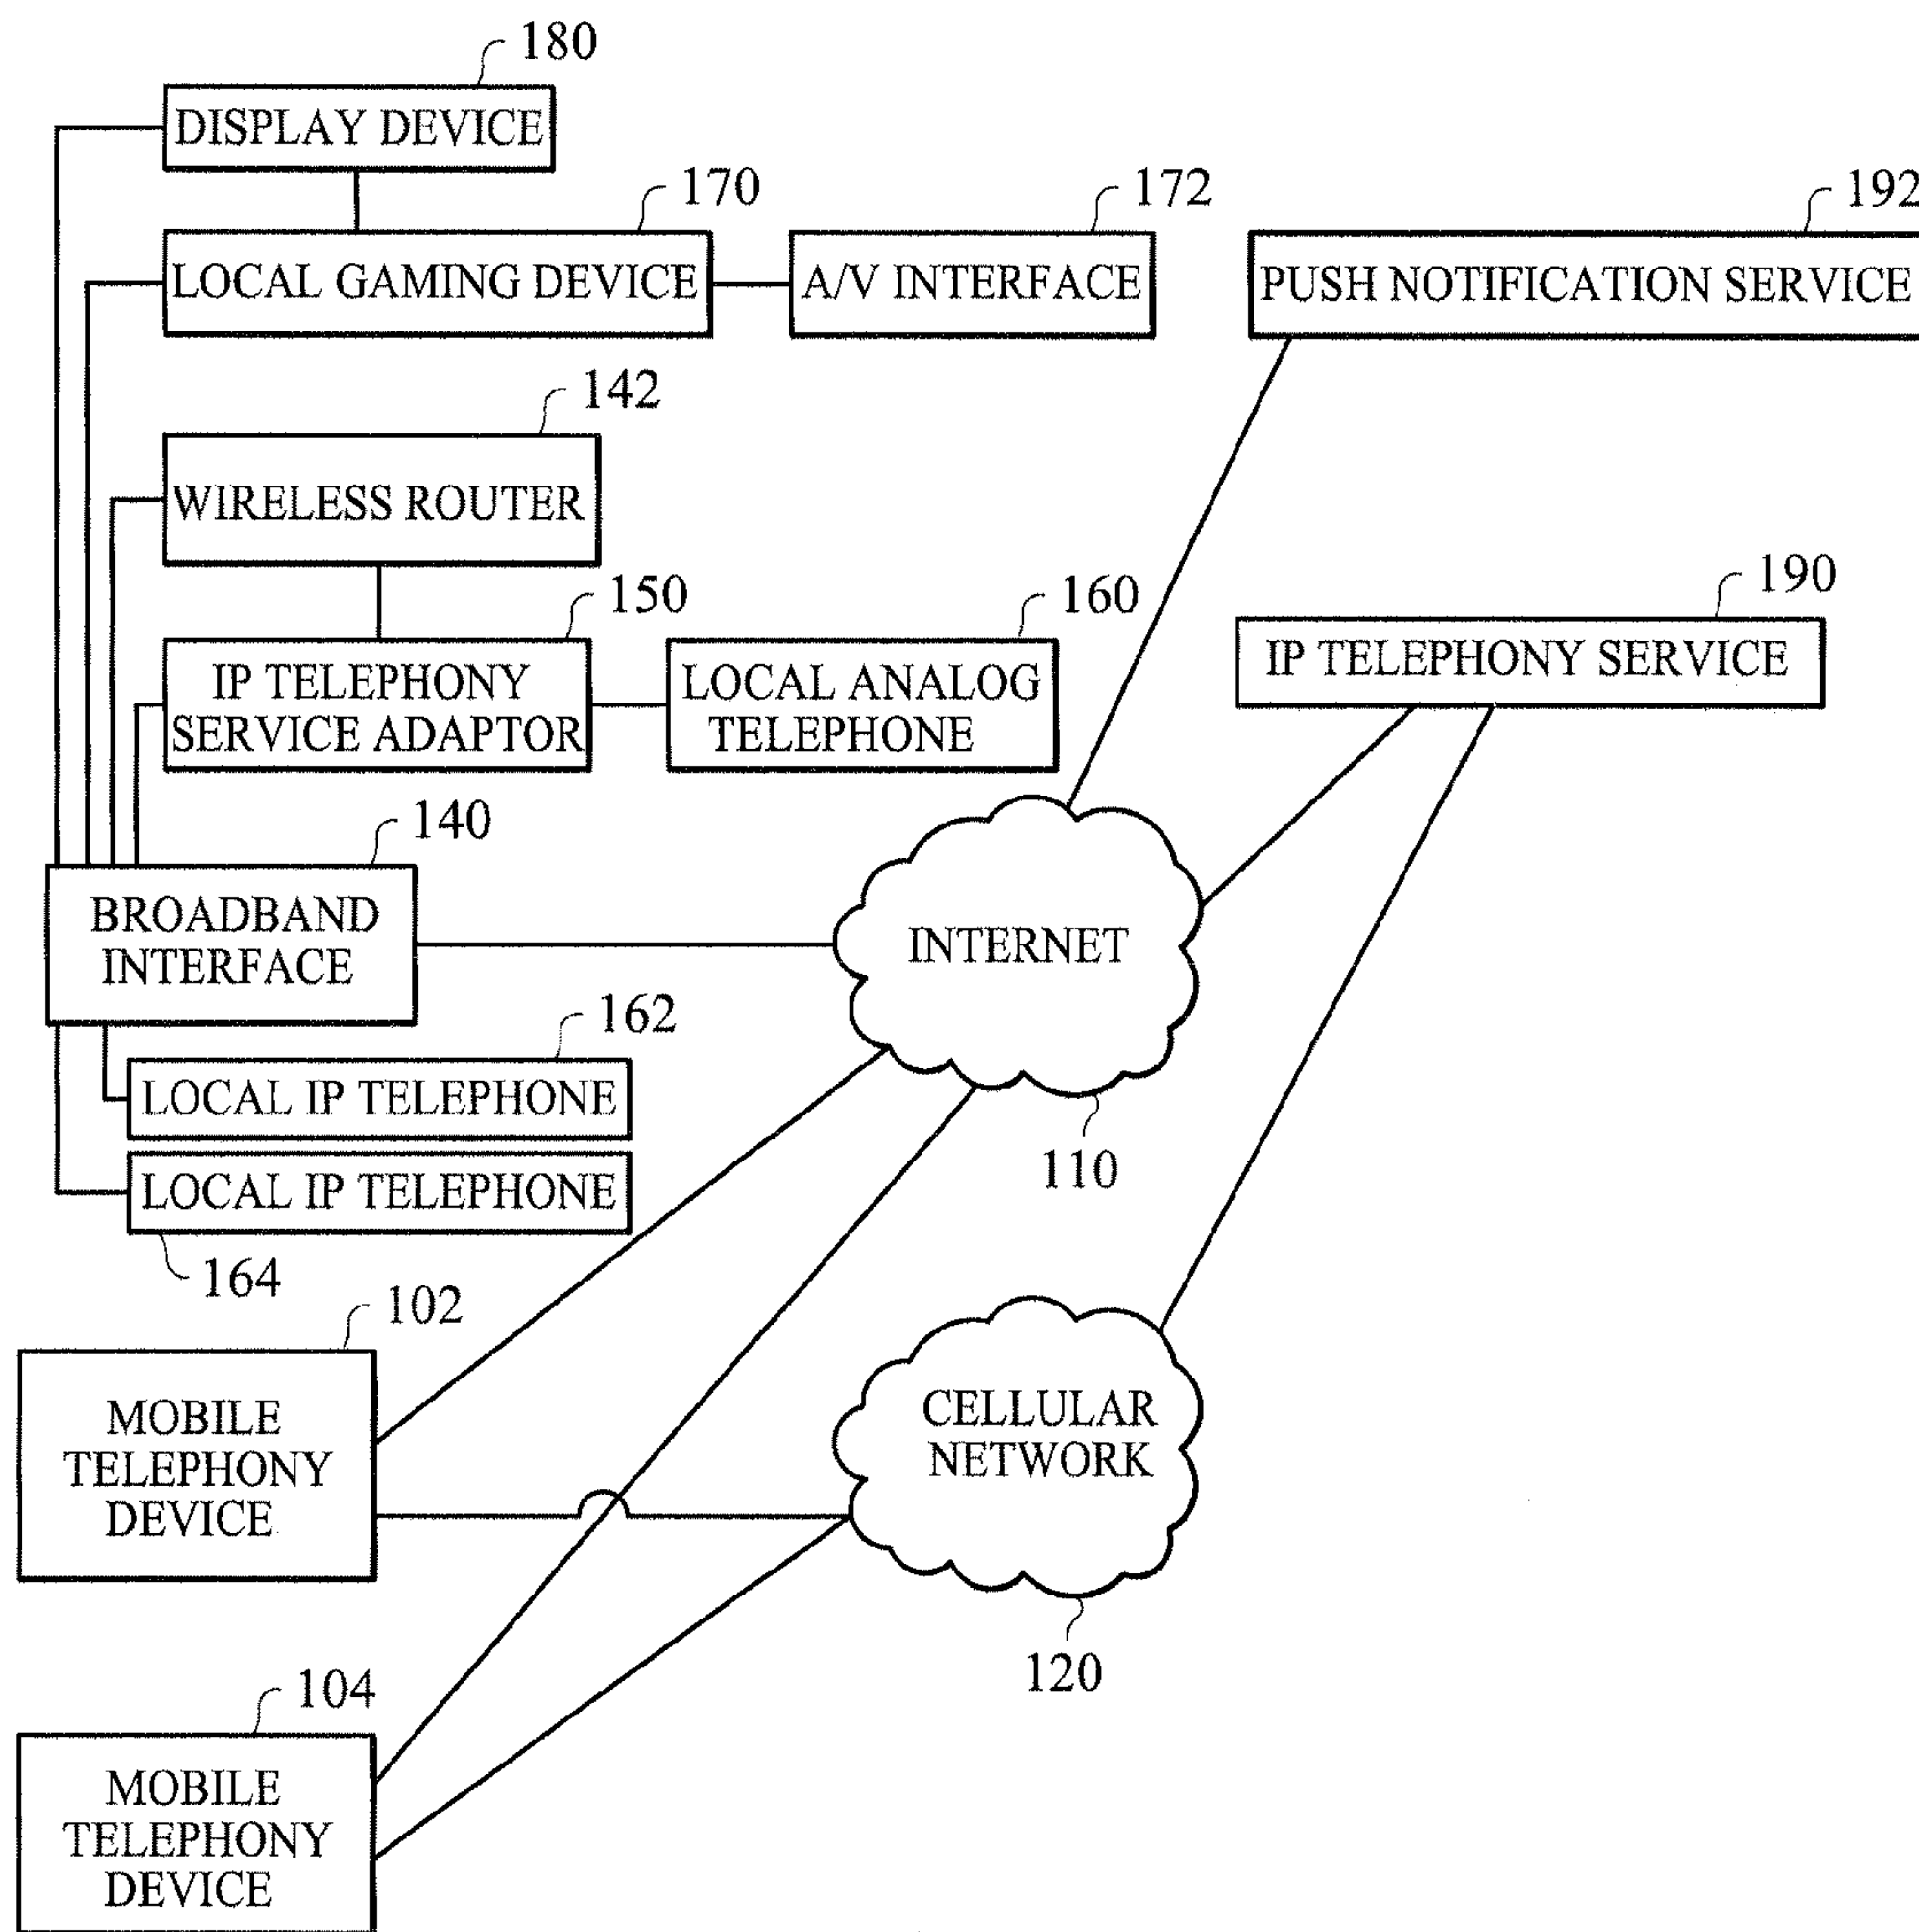 180
DISPLAY DEVICE
170
172
192
LOCAL GAMING DEVICE
A/V INTERFACE
PUSH NOTIFICATION SERVICE
142
WIRELESS ROUTER
150
160
190
IP TELEPHONY
SERVICE ADAPTOR
LOCAL ANALOG
TELEPHONE
IP TELEPHONY SERVICE
140
BROADBAND
INTERFACE
INTERNET
162
LOCAL IP TELEPHONE
110
LOCAL IP TELEPHONE
164
102
MOBILE
TELEPHONY
DEVICE
CELLULAR
NETWORK
120
104
MOBILE
TELEPHONY
DEVICE